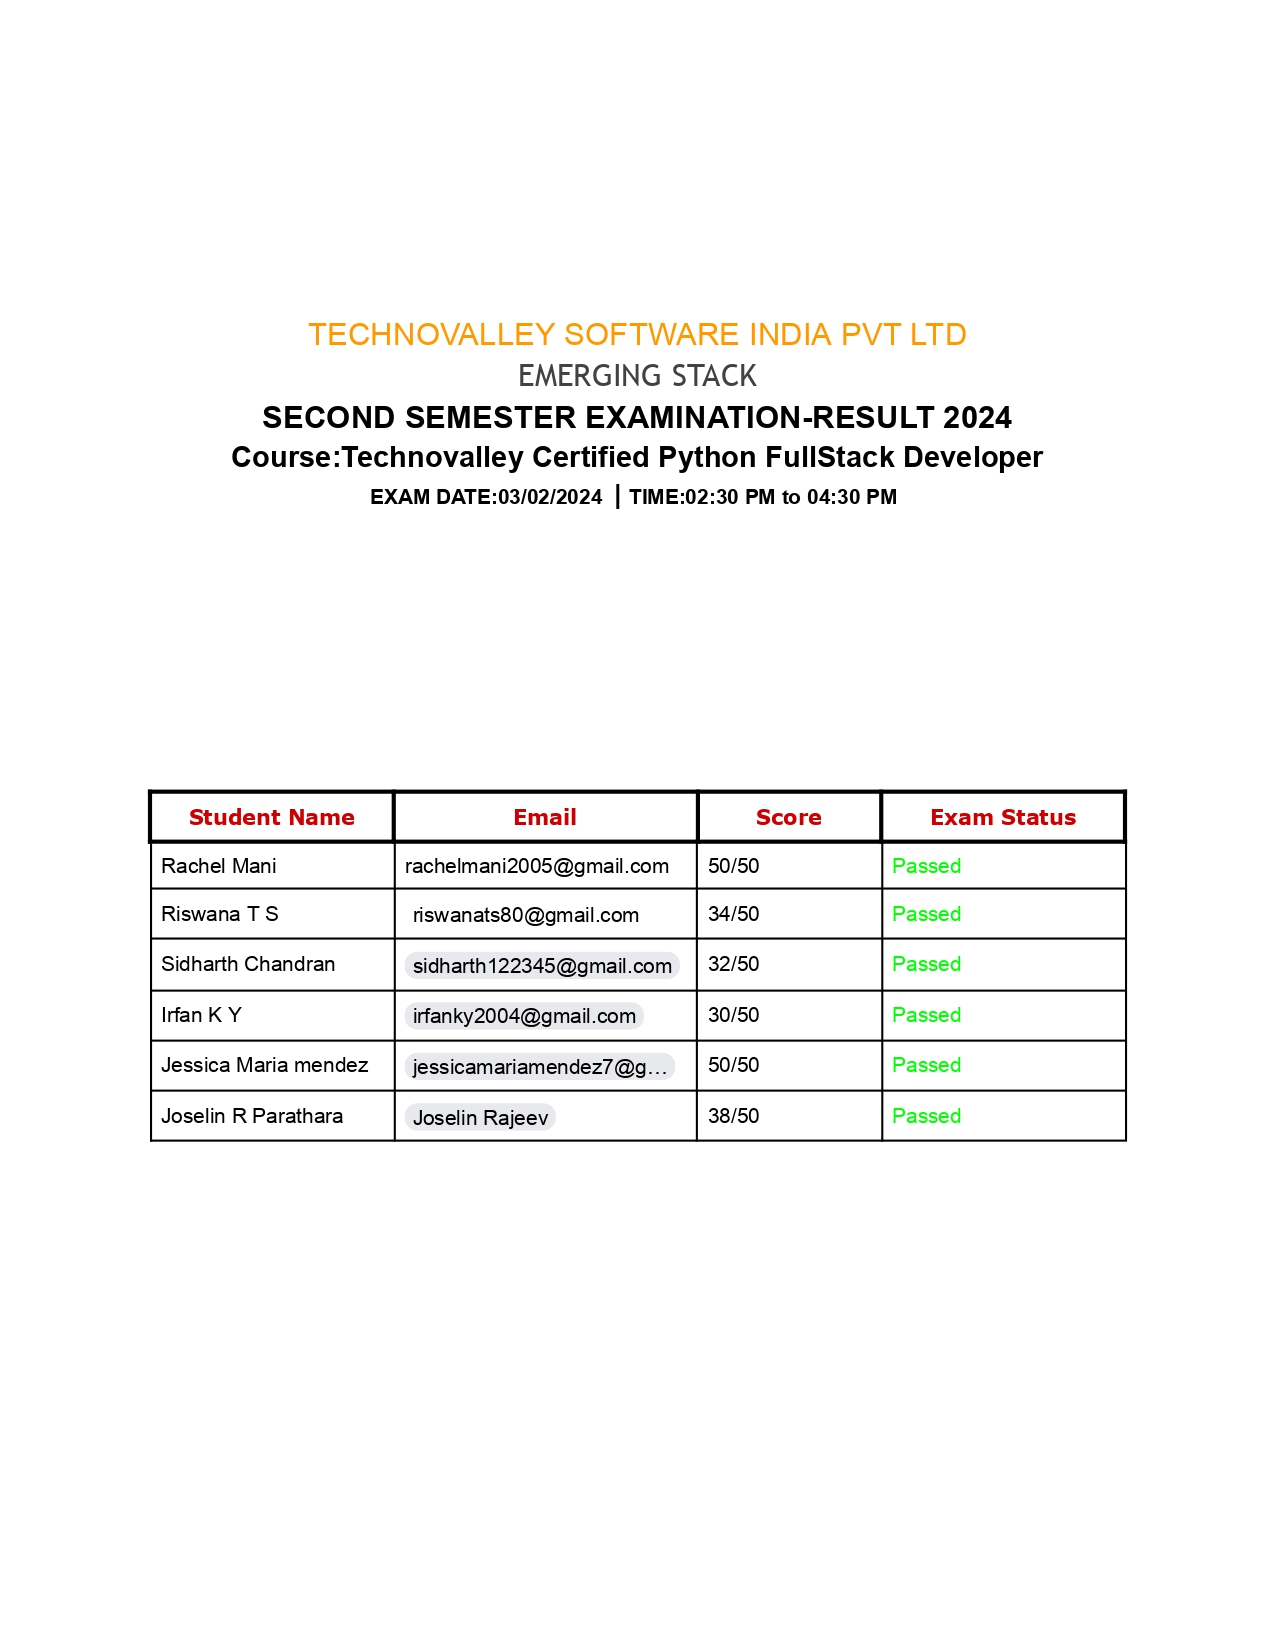 TECHNOVALLEY SOFTWARE INDIA PVT LTD
EMERGING STACK
SECOND SEMESTER EXAMINATION-RESULT 2024
Course:Technovalley Certified Python FullStack Developer
EXAM DATE:03/02/2024 | TIME:02:30 PM to 04:30 PM
Student Name Email Score Exam Status
Rachel Mani rachelmani2005@gmail.com 50/50 Passed
Riswana T S riswanats80@gmail.com 34/50 Passed
Sidharth Chandran sidharth122345@gmail.com 32/50 Passed
Irfan K Y irfanky2004@gmail.com 30/50 Passed
Jessica Maria mendez jessicamariamendez7@g... 50/50 Passed
Joselin R Parathara Joselin Rajeev 38/50 Passed